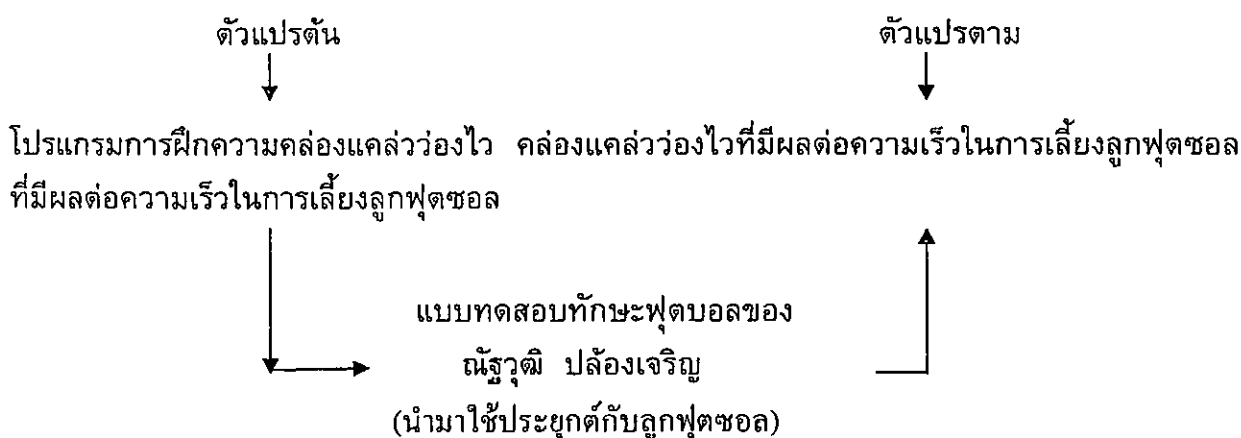 ตัวแปรต้น ตัวแปรตาม
โปรแกรมการฝึกความคล่องแคล่วว่องไว คล่องแคล่วว่องไวที่มีผลต่อความเร็วในการเลี้ยงลูกฟุตซอล
ที่มีผลต่อความเร็วในการเลี้ยงลูกฟุตซอล
แบบทดสอบทักษะฟุตบอลของ
ณัฐวุฒิ ปล้องเจริญ
(นำมาใช้ประยุกต์กับลูกฟุตซอล)